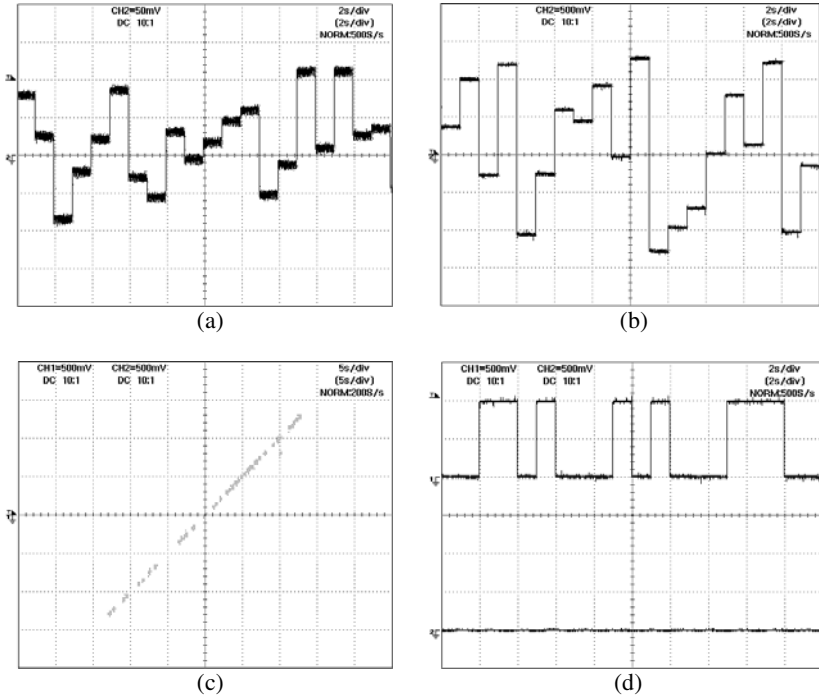 CH2=50mV
DC 10:1
2s/div
(2s/div)
NORM:500S/s
(a)
CH2=500mV
DC 10:1
2s/div
(2s/div)
NORM:500S/s
(b)
CH1=500mV CH2=500mV
DC 10:1 DC 10:1
5s/div
(5s/div)
NORM:200S/s
(c)
CH1=500mV CH2=500mV
DC 10:1 DC 10:1
2s/div
(2s/div)
NORM:500S/s
(d)